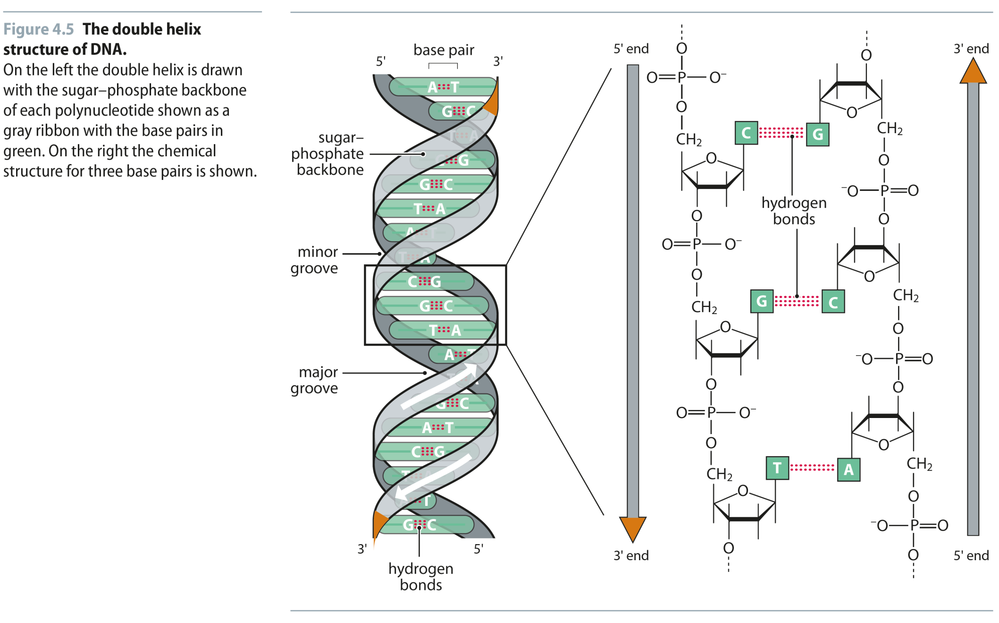 Figure 4.5 The double helix
structure of DNA.
On the left the double helix is drawn
with the sugar–phosphate backbone
of each polynucleotide shown as a
gray ribbon with the base pairs in
green. On the right the chemical
structure for three base pairs is shown.
base pair
5' 3'
A T
G C
T A
C G
G C
T A
A T
T A
C G
G C
T A
A T
T A
G C
A T
C G
T A
A T
G C
3' 5'
sugar–
phosphate
backbone
minor
groove
major
groove
hydrogen
bonds
5' end
3' end
O
O=P—O⁻
O
CH₂
O
C G
O
O
CH₂
O
⁻O—P=O
O
hydrogen
bonds
O
O=P—O⁻
O
CH₂
O
G C
O
CH₂
O
⁻O—P=O
O
O
O=P—O⁻
O
CH₂
O
T A
O
CH₂
O
⁻O—P=O
O
O
3' end
5' end